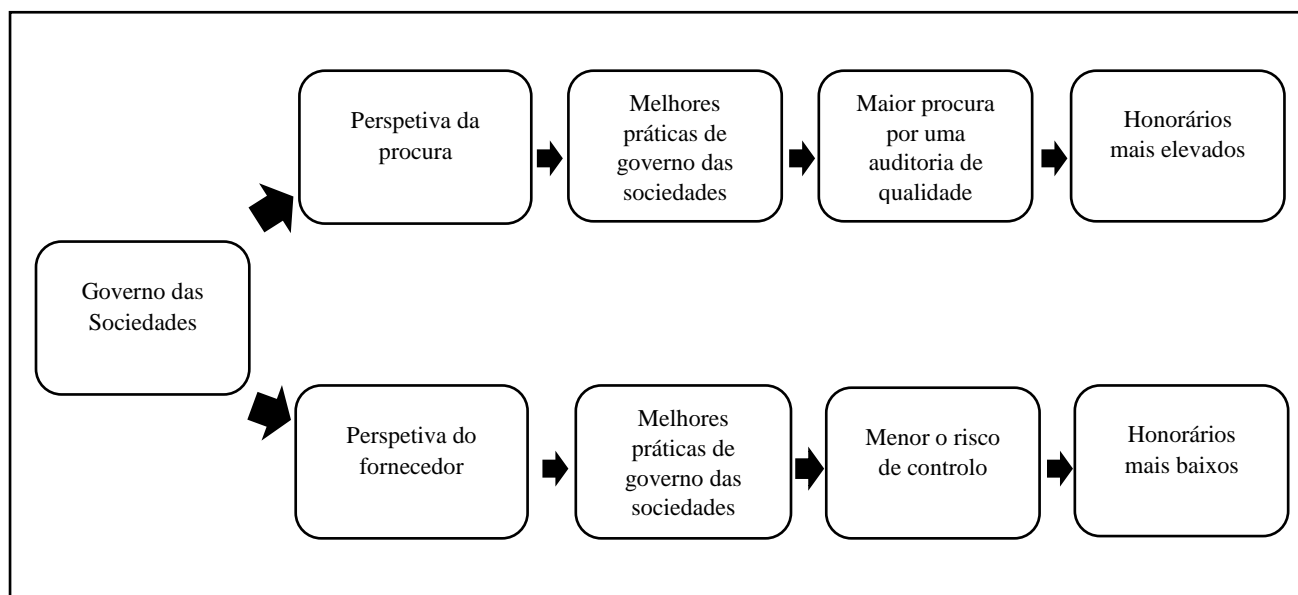 Governo das
Sociedades
Perspetiva da
procura
Melhores
práticas de
governo das
sociedades
Maior procura
por uma
auditoria de
qualidade
Honorários
mais elevados
Perspetiva do
fornecedor
Melhores
práticas de
governo das
sociedades
Menor o risco
de controlo
Honorários
mais baixos